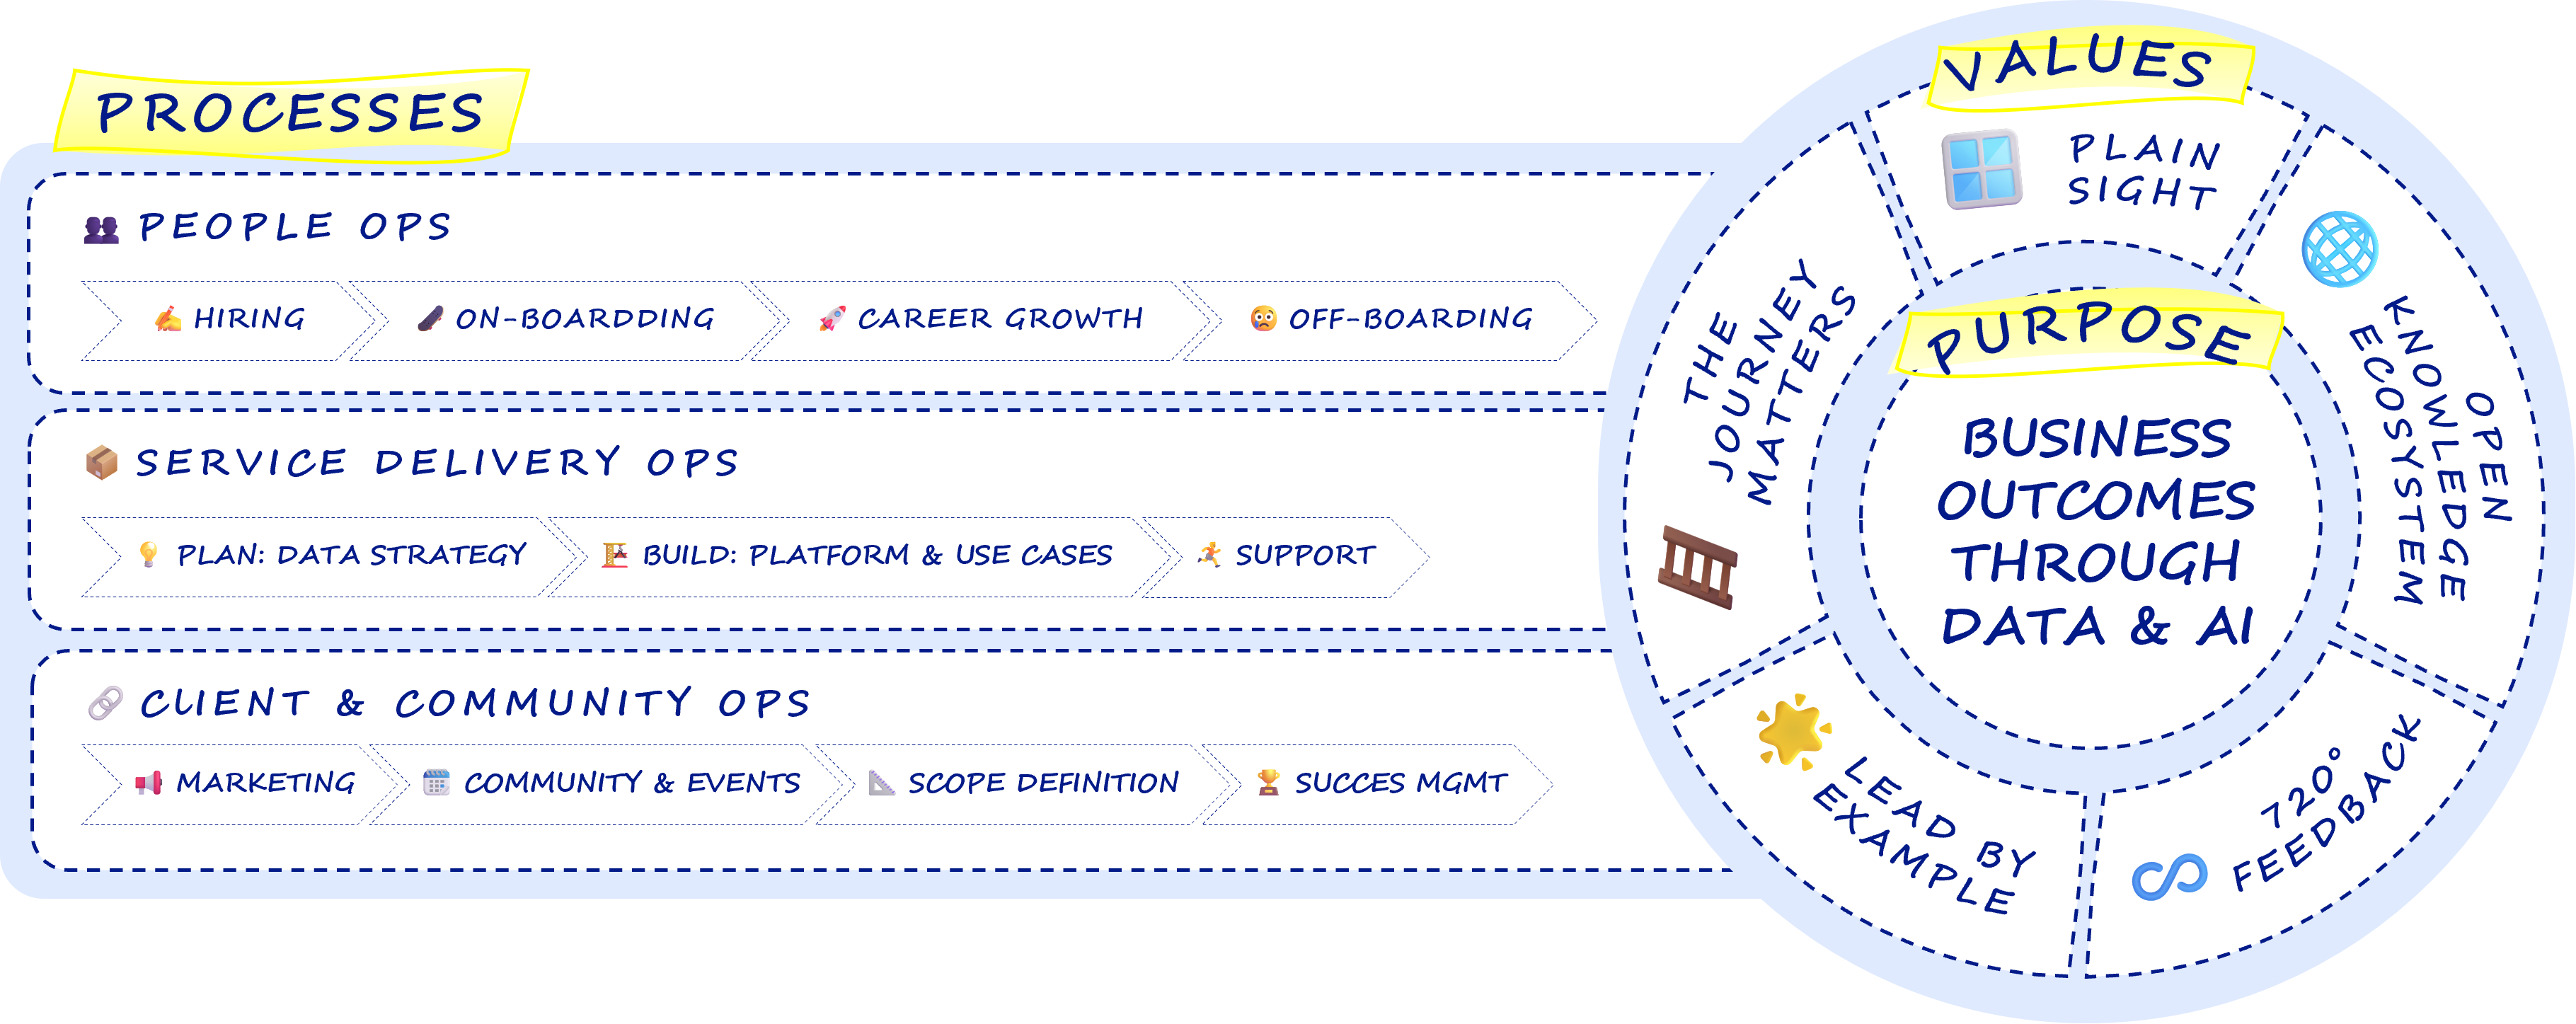 PROCESSES
PEOPLE OPS
HIRING
ON-BOARDDING
CAREER GROWTH
OFF-BOARDING
SERVICE DELIVERY OPS
PLAN: DATA STRATEGY
BUILD: PLATFORM & USE CASES
SUPPORT
CLIENT & COMMUNITY OPS
MARKETING
COMMUNITY & EVENTS
SCOPE DEFINITION
SUCCES MGMT
VALUES
PLAIN
SIGHT
OPEN
KNOWLEDGE
ECOSYSTEM
720°
FEEDBACK
LEAD BY
EXAMPLE
THE
JOURNEY
MATTERS
PURPOSE
BUSINESS
OUTCOMES
THROUGH
DATA & AI